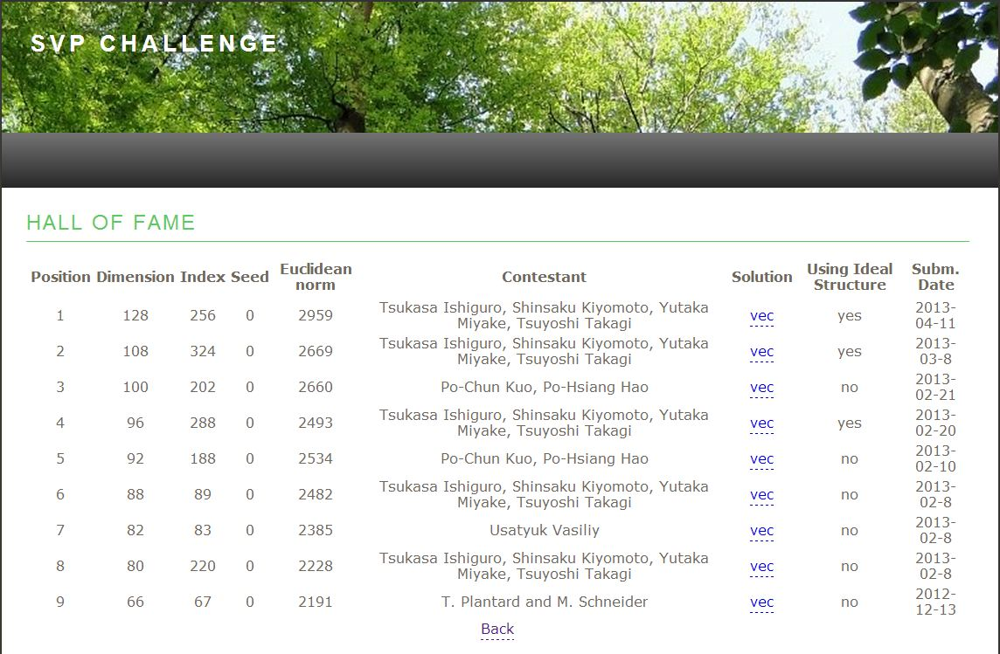 SVP CHALLENGE
HALL OF FAME
Position Dimension Index Seed Euclidean norm Contestant Solution Using Ideal Structure Subm. Date
1 128 256 0 2959 Tsukasa Ishiguro, Shinsaku Kiyomoto, Yutaka Miyake, Tsuyoshi Takagi vec yes 2013-04-11
2 108 324 0 2669 Tsukasa Ishiguro, Shinsaku Kiyomoto, Yutaka Miyake, Tsuyoshi Takagi vec yes 2013-03-8
3 100 202 0 2660 Po-Chun Kuo, Po-Hsiang Hao vec no 2013-02-21
4 96 288 0 2493 Tsukasa Ishiguro, Shinsaku Kiyomoto, Yutaka Miyake, Tsuyoshi Takagi vec yes 2013-02-20
5 92 188 0 2534 Po-Chun Kuo, Po-Hsiang Hao vec no 2013-02-10
6 88 89 0 2482 Tsukasa Ishiguro, Shinsaku Kiyomoto, Yutaka Miyake, Tsuyoshi Takagi vec no 2013-02-8
7 82 83 0 2385 Usatyuk Vasiliy vec no 2013-02-8
8 80 220 0 2228 Tsukasa Ishiguro, Shinsaku Kiyomoto, Yutaka Miyake, Tsuyoshi Takagi vec no 2013-02-8
9 66 67 0 2191 T. Plantard and M. Schneider vec no 2012-12-13
Back